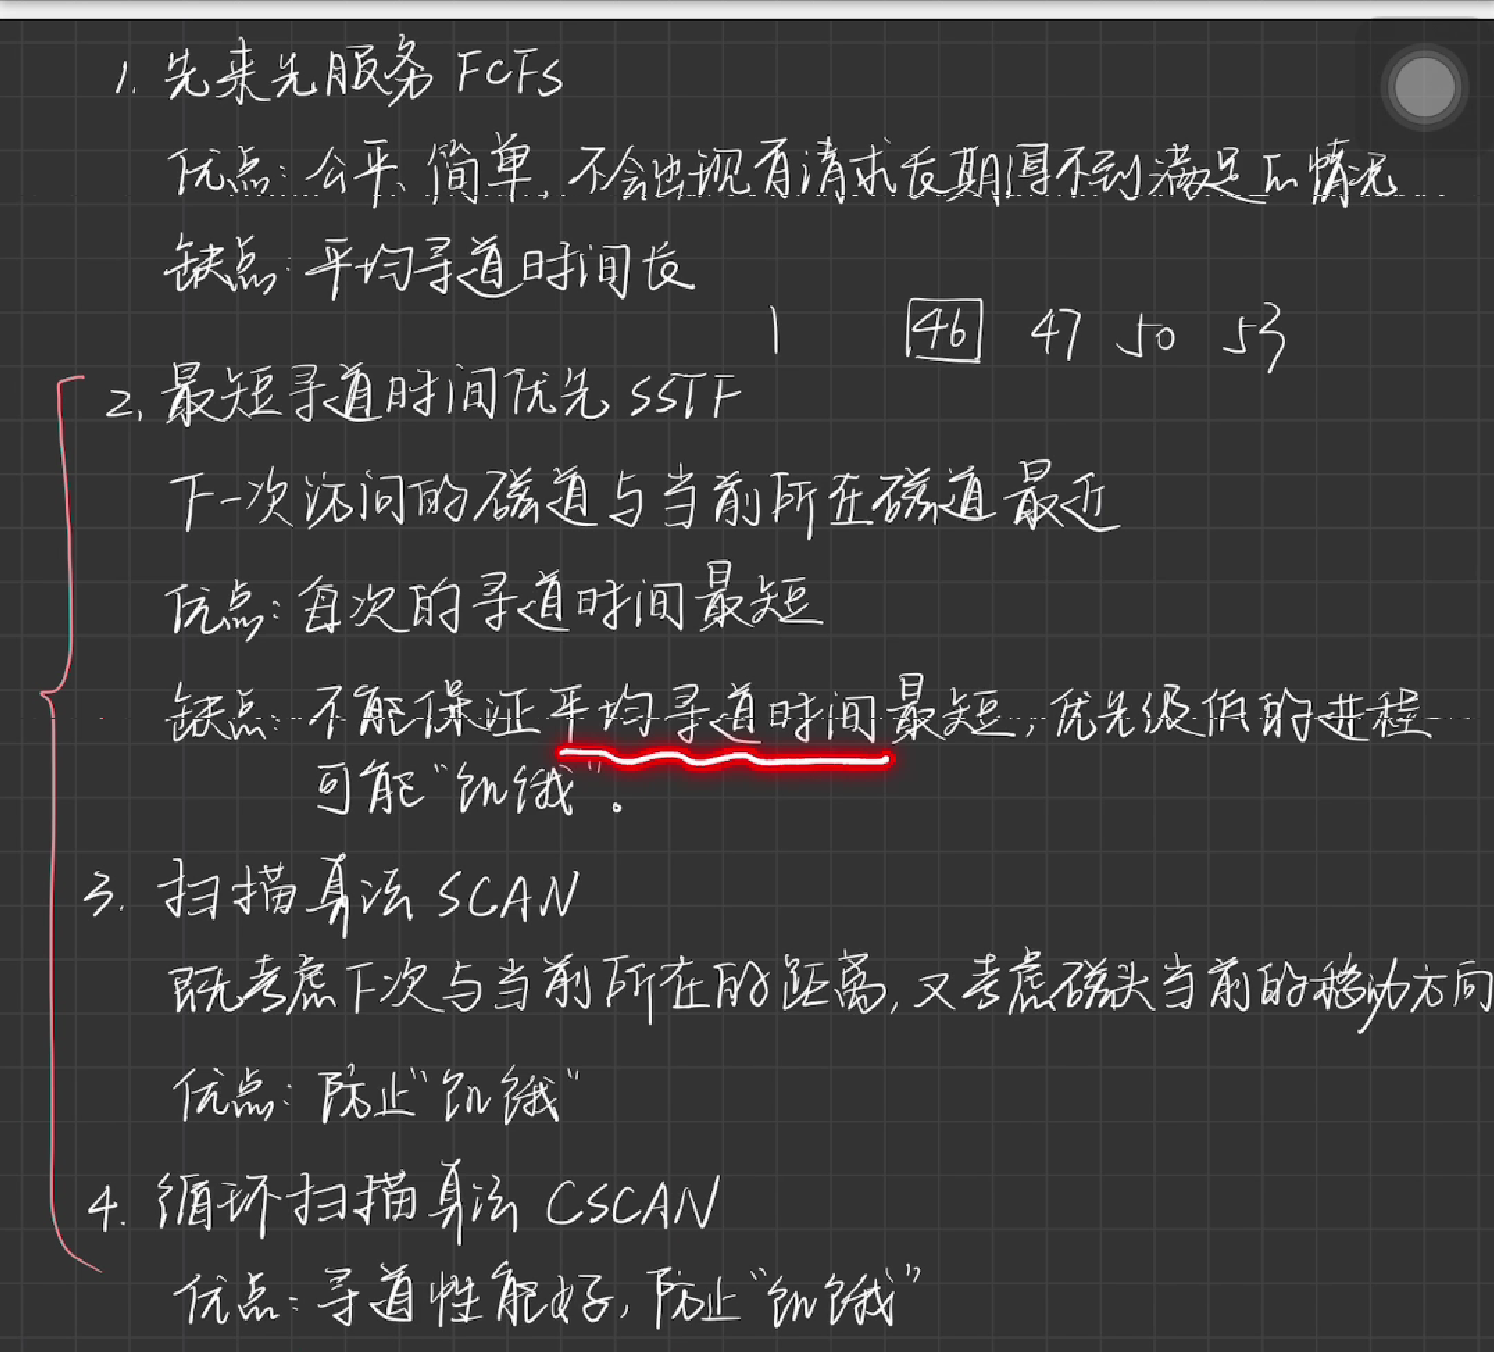 1. 先来先服务 FCFS
优点: 公平、简单, 不会出现有请求长期得不到满足的情况
缺点: 平均寻道时间长
1 46 47 50 53
2. 最短寻道时间优先 SSTF
下一次访问的磁道与当前所在磁道最近
优点: 每次的寻道时间最短
缺点: 不能保证平均寻道时间最短, 优先级低的进程
可能“饥饿”。
3. 扫描算法 SCAN
既考虑下次与当前所在的距离, 又考虑磁头当前的移动方向
优点: 防止“饥饿”
4. 循环扫描算法 CSCAN
优点: 寻道性能好, 防止“饥饿”